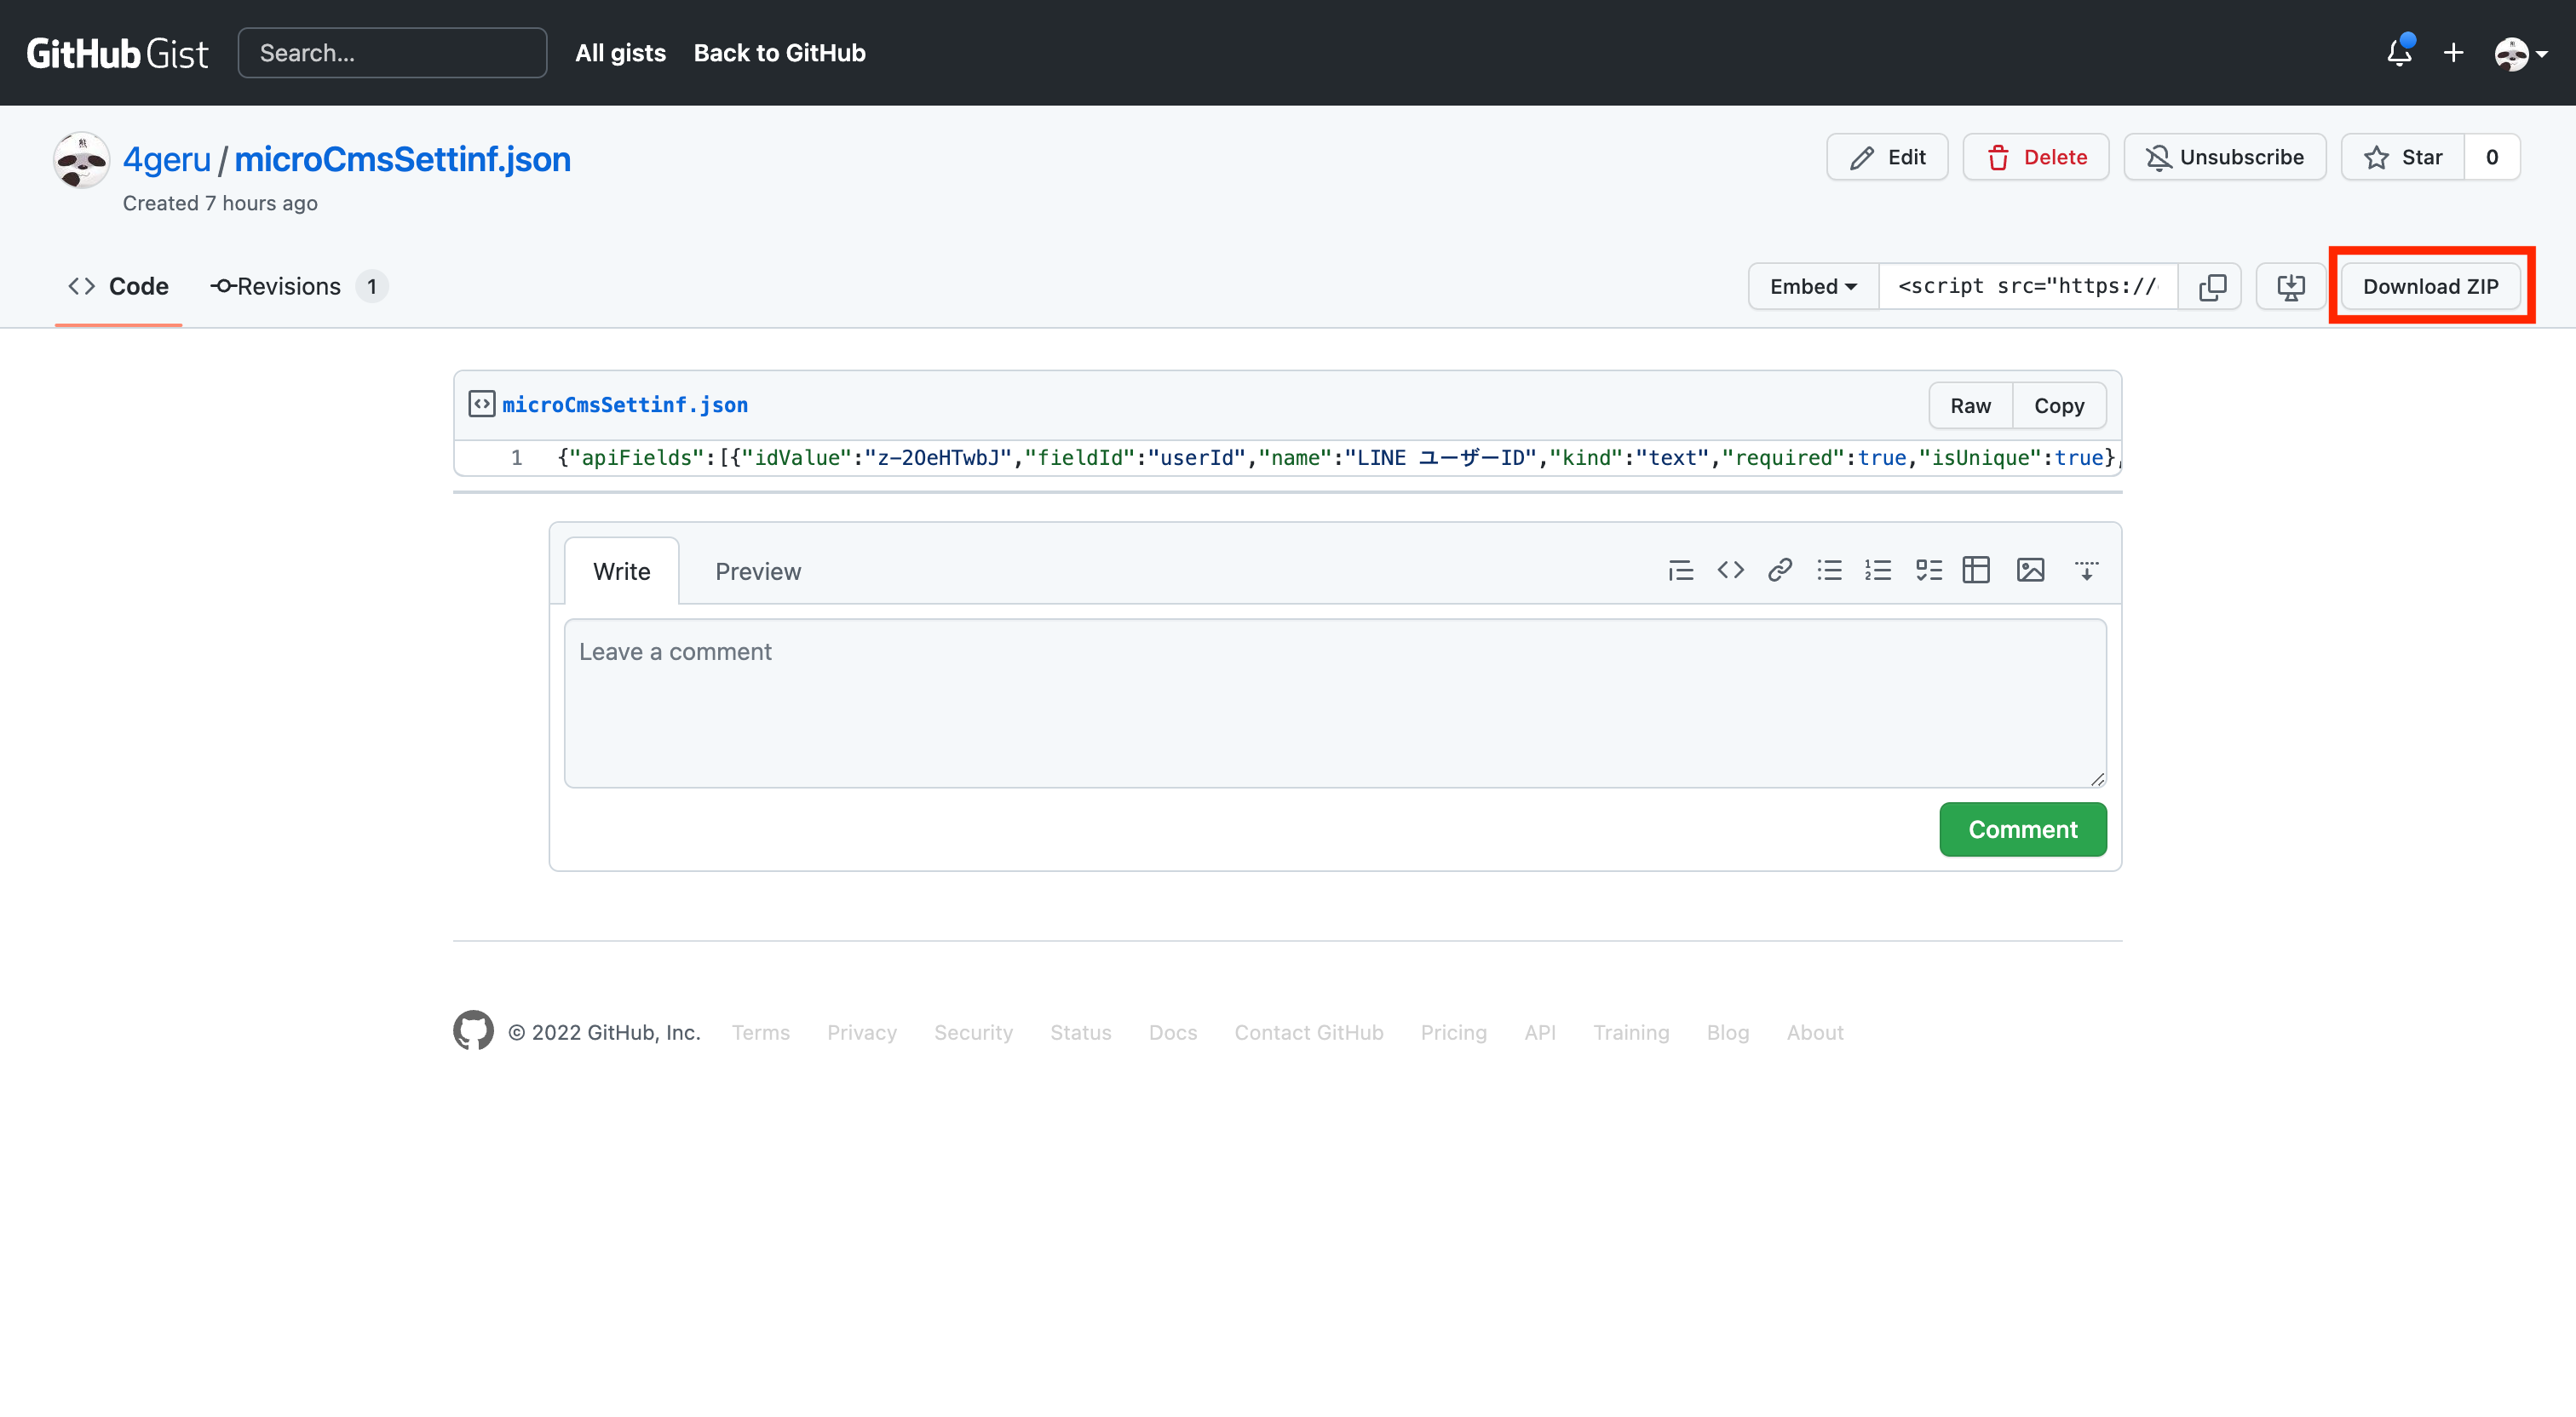 GitHub Gist Search... All gists Back to GitHub
4geru / microCmsSettinf.json Edit Delete Unsubscribe Star 0
Created 7 hours ago
Code Revisions 1 Embed <script src="https:// Download ZIP
microCmsSettinf.json Raw Copy
1 {"apiFields":[{"idValue":"z-2OeHTwbJ","fieldId":"userId","name":"LINE ユーザーID","kind":"text","required":true,"isUnique":true},
Write Preview
Leave a comment
Comment
© 2022 GitHub, Inc. Terms Privacy Security Status Docs Contact GitHub Pricing API Training Blog About